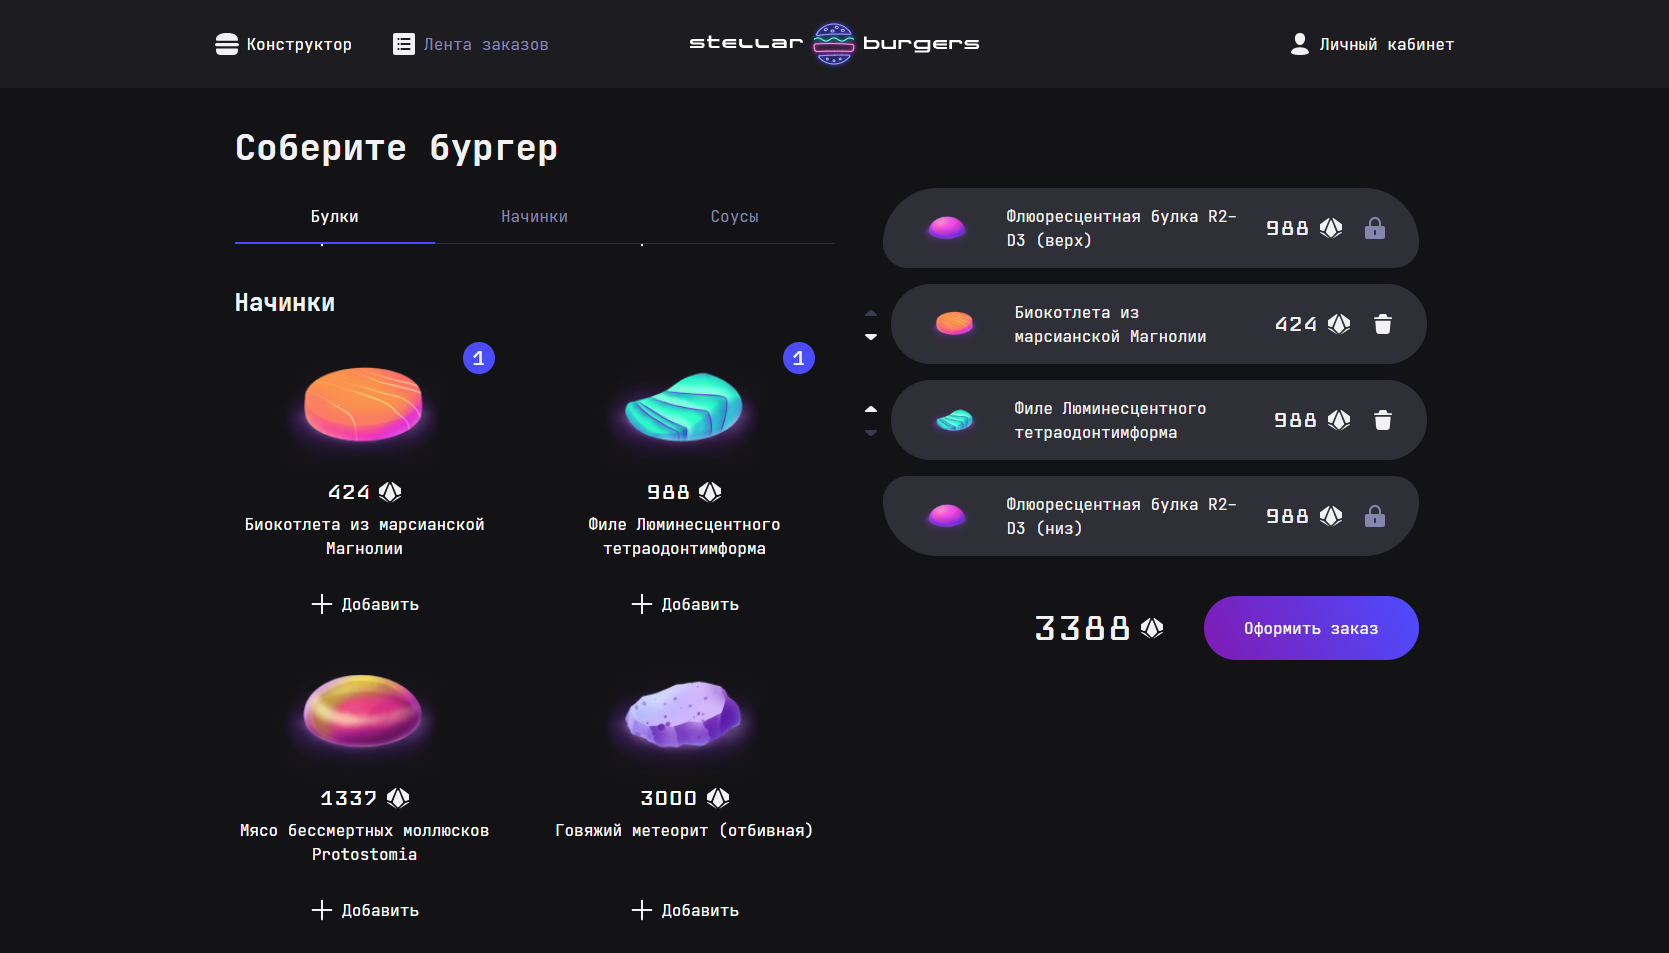 Конструктор
Лента заказов
stellar burgers
Личный кабинет
Соберите бургер
Булки
Начинки
Соусы
Начинки
1
424
Биокотлета из марсианской
Магнолии
Добавить
1
988
Филе Люминесцентного
тетраодонтимформа
Добавить
1337
Мясо бессмертных моллюсков
Protostomia
Добавить
3000
Говяжий метеорит (отбивная)
Добавить
Флюоресцентная булка R2-
D3 (верх)
988
Биокотлета из
марсианской Магнолии
424
Филе Люминесцентного
тетраодонтимформа
988
Флюоресцентная булка R2-
D3 (низ)
988
3388
Оформить заказ